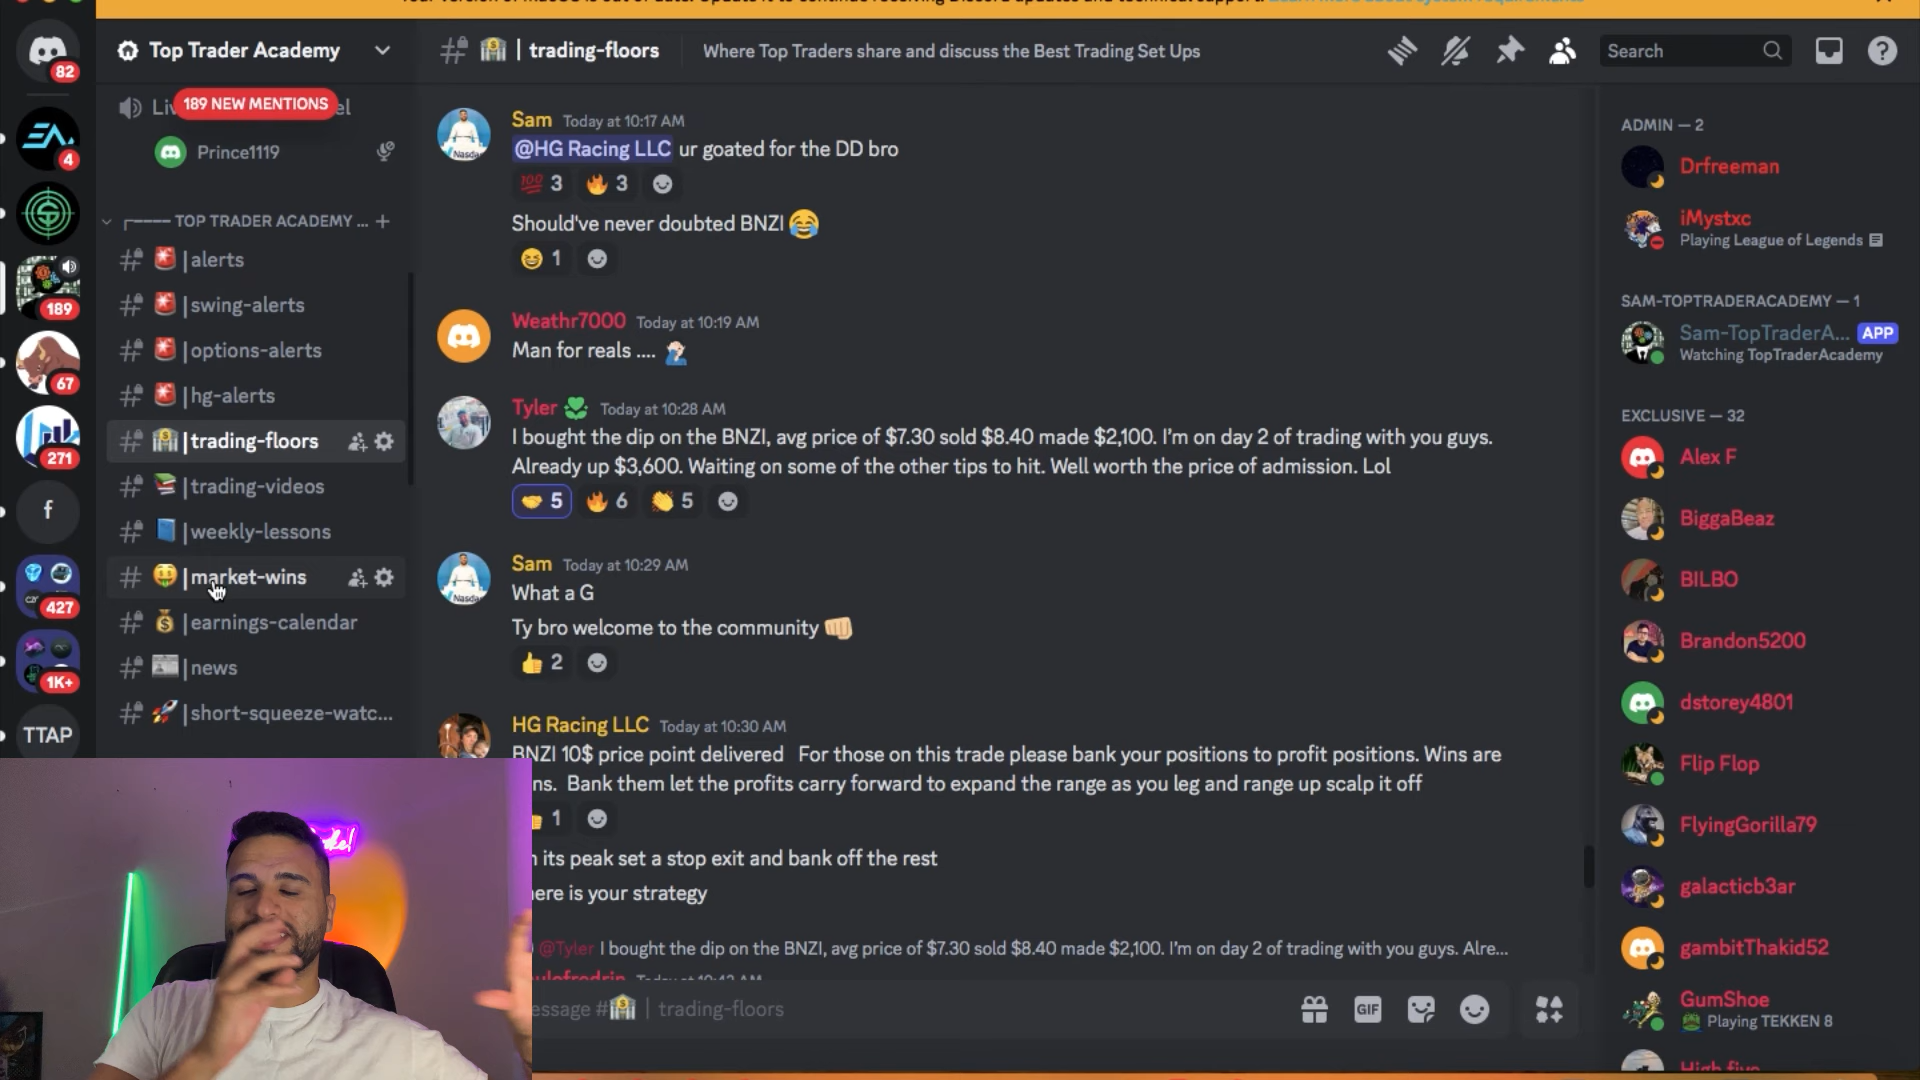 Top Trader Academy
| trading-floors
Where Top Traders share and discuss the Best Trading Set Ups
Search
82
4
189
67
271
f
427
1K+
TTAP
189 NEW MENTIONS
Prince1119
TOP TRADER ACADEMY ...
|alerts
|swing-alerts
|options-alerts
|hg-alerts
|trading-floors
|trading-videos
|weekly-lessons
|market-wins
|earnings-calendar
|news
|short-squeeze-watc...
Sam Today at 10:17 AM
@HG Racing LLC ur goated for the DD bro
3 3
Should've never doubted BNZI
1
Weathr7000 Today at 10:19 AM
Man for reals ....
Tyler Today at 10:28 AM
I bought the dip on the BNZI, avg price of $7.30 sold $8.40 made $2,100. I'm on day 2 of trading with you guys.
Already up $3,600. Waiting on some of the other tips to hit. Well worth the price of admission. Lol
5 6 5
Sam Today at 10:29 AM
What a G
Ty bro welcome to the community
2
HG Racing LLC Today at 10:30 AM
BNZI 10$ price point delivered For those on this trade please bank your positions to profit positions. Wins are
ns. Bank them let the profits carry forward to expand the range as you leg and range up scalp it off
1
its peak set a stop exit and bank off the rest
ere is your strategy
@Tyler I bought the dip on the BNZI, avg price of $7.30 sold $8.40 made $2,100. I'm on day 2 of trading with you guys. Alre...
essage # | trading-floors
GIF
ADMIN — 2
Drfreeman
iMystxc
Playing League of Legends
SAM-TOPTRADERACADEMY — 1
Sam-TopTraderA... APP
Watching TopTraderAcademy
EXCLUSIVE — 32
Alex F
BiggaBeaz
BILBO
Brandon5200
dstorey4801
Flip Flop
FlyingGorilla79
galacticb3ar
gambitThakid52
GumShoe
Playing TEKKEN 8